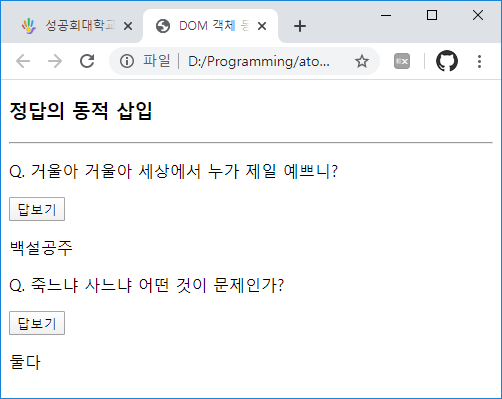 성공회대학교
DOM 객체 동
파일
D:/Programming/ato...
정답의 동적 삽입
Q. 거울아 거울아 세상에서 누가 제일 예쁘니?
답보기
백설공주
Q. 죽느냐 사느냐 어떤 것이 문제인가?
답보기
둘다